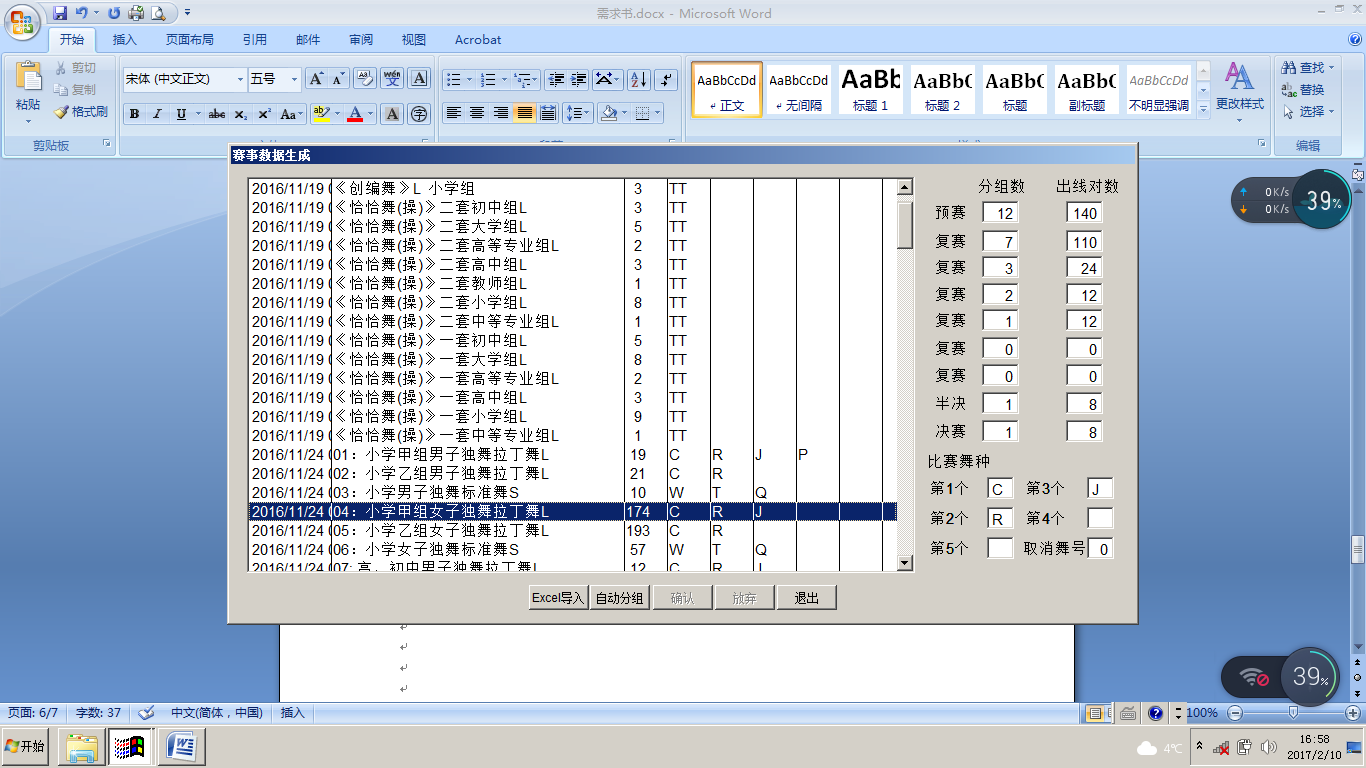 需求书.docx - Microsoft Word
开始 插入 页面布局 引用 邮件 审阅 视图 Acrobat
粘贴 剪切 复制 格式刷
宋体 (中文正文) 五号
AaBbCcDd AaBbCcDd AaBb AaBbC AaBbC AaBbC AaBbCcDd
正文 无间隔 标题 1 标题 2 标题 副标题 不明显强调
更改样式
查找 替换 选择
剪贴板 编辑
赛事数据生成
2016/11/19 《创编舞》L 小学组 3 TT
2016/11/19 《恰恰舞(操)》二套初中组L 3 TT
2016/11/19 《恰恰舞(操)》二套大学组L 5 TT
2016/11/19 《恰恰舞(操)》二套高等专业组L 2 TT
2016/11/19 《恰恰舞(操)》二套高中组L 3 TT
2016/11/19 《恰恰舞(操)》二套教师组L 1 TT
2016/11/19 《恰恰舞(操)》二套小学组L 8 TT
2016/11/19 《恰恰舞(操)》二套中等专业组L 1 TT
2016/11/19 《恰恰舞(操)》一套初中组L 5 TT
2016/11/19 《恰恰舞(操)》一套大学组L 8 TT
2016/11/19 《恰恰舞(操)》一套高等专业组L 2 TT
2016/11/19 《恰恰舞(操)》一套高中组L 3 TT
2016/11/19 《恰恰舞(操)》一套小学组L 9 TT
2016/11/19 《恰恰舞(操)》一套中等专业组L 1 TT
2016/11/24 001：小学甲组男子独舞拉丁舞L 19 C R J P
2016/11/24 002：小学乙组男子独舞拉丁舞L 21 C R
2016/11/24 003：小学男子独舞标准舞S 10 W T Q
2016/11/24 004：小学甲组女子独舞拉丁舞L 174 C R J
2016/11/24 005：小学乙组女子独舞拉丁舞L 193 C R
2016/11/24 006：小学女子独舞标准舞S 57 W T Q
2016/11/24 007: 高、初中男子独舞拉丁舞L 12 C R J
分组数 出线对数
预赛 12 140
复赛 7 110
复赛 3 24
复赛 2 12
复赛 1 12
复赛 0 0
复赛 0 0
半决 1 8
决赛 1 8
比赛舞种
第1个 C 第3个 J
第2个 R 第4个
第5个 取消舞号 0
Excel导入 自动分组 确认 放弃 退出
0K/s
0K/s
39%
39%
页面: 6/7 字数: 37 中文(简体，中国) 插入 100%
开始
4℃
16:58
2017/2/10